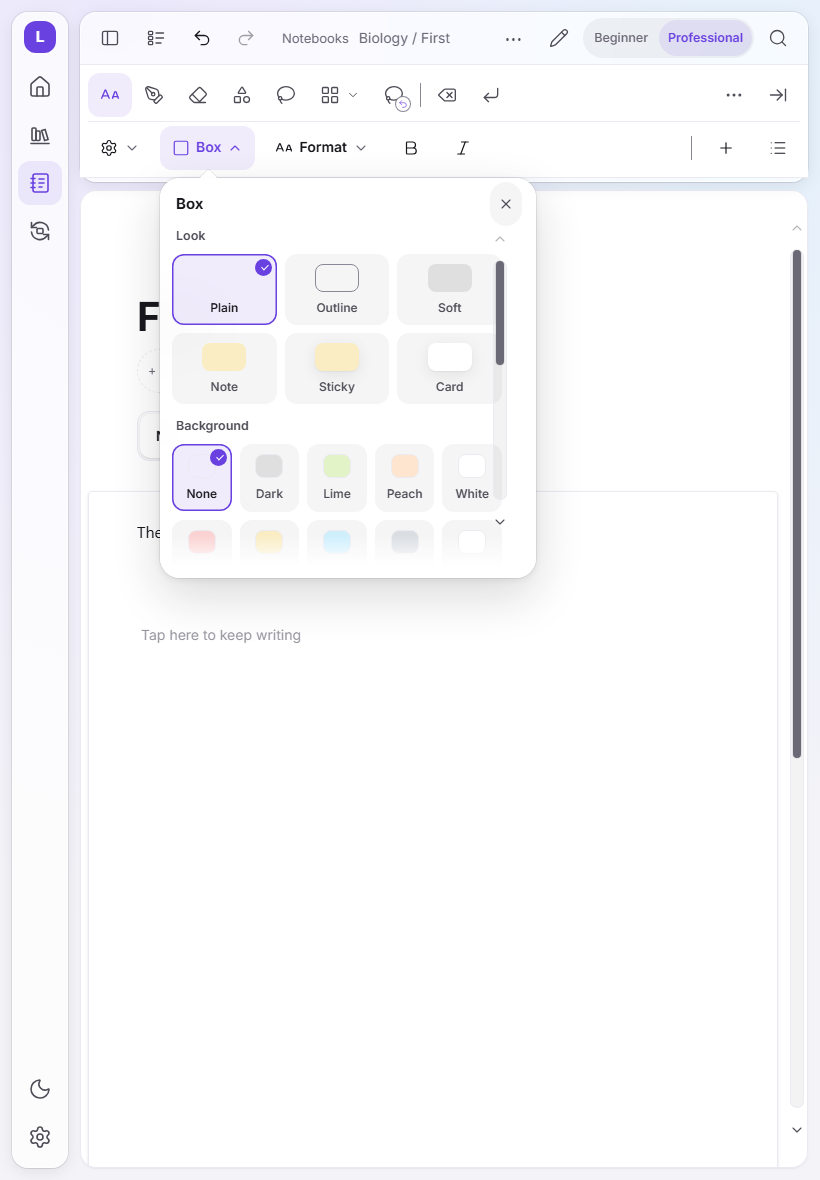 L
Notebooks Biology / First
Beginner Professional
Box
Format
B I
Box
Look
Plain Outline Soft
Note Sticky Card
Background
None Dark Lime Peach White
F
+
The
Tap here to keep writing